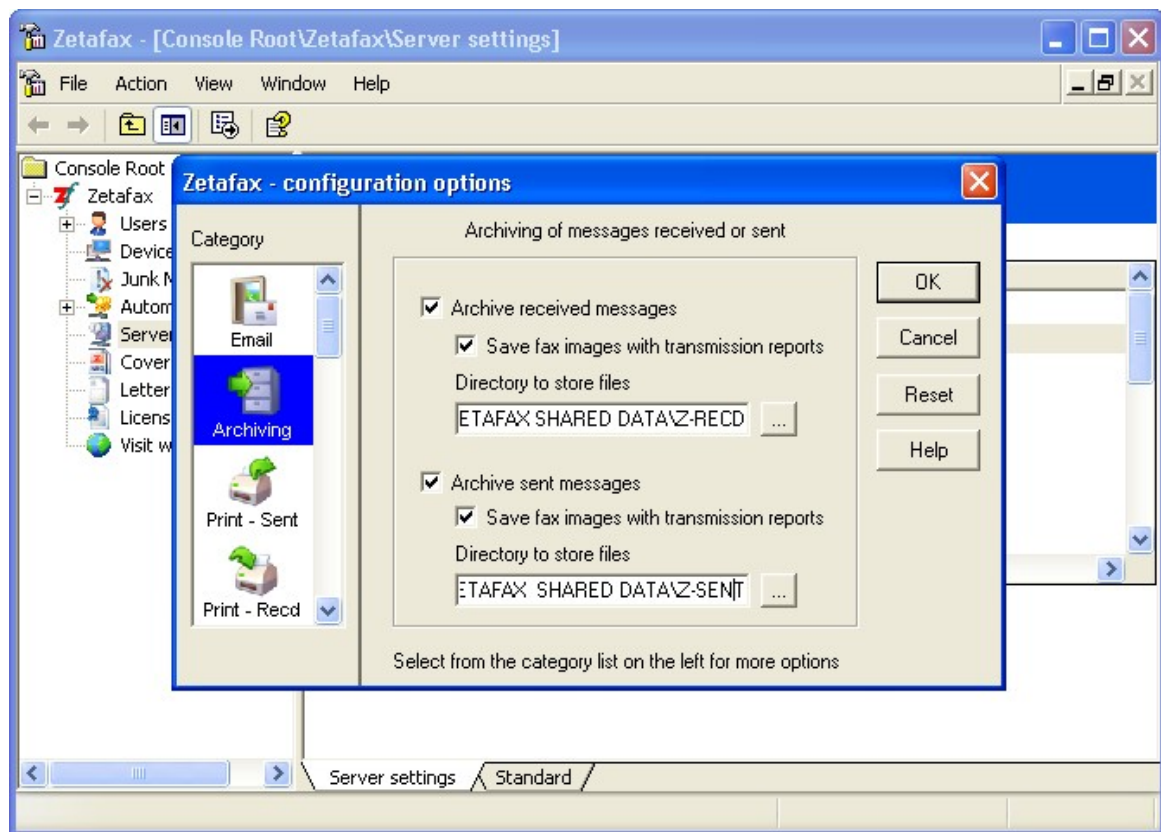 Zetafax - [Console Root\Zetafax\Server settings]
File Action View Window Help
Console Root
Zetafax
Users
Device
Junk M
Autom
Server
Cover
Letter
Licens
Visit w
Zetafax - configuration options
Category
Email
Archiving
Print - Sent
Print - Recd
Archiving of messages received or sent
Archive received messages
Save fax images with transmission reports
Directory to store files
ETAFAX SHARED DATA\Z-RECD ...
Archive sent messages
Save fax images with transmission reports
Directory to store files
ETAFAX SHARED DATA\Z-SENT ...
Select from the category list on the left for more options
OK
Cancel
Reset
Help
Server settings Standard